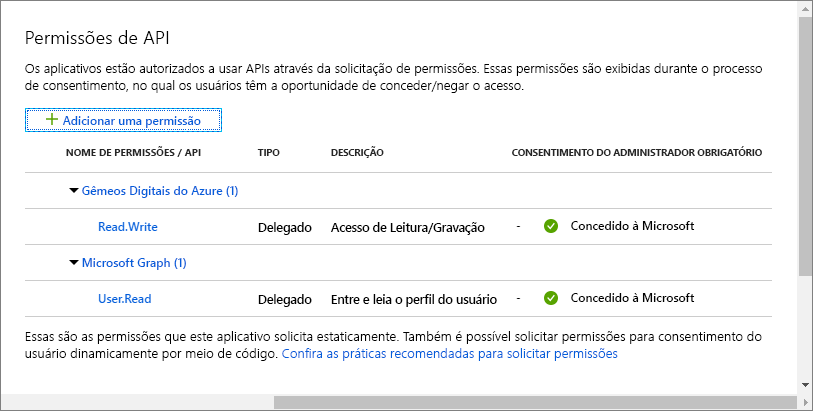 Permissões de API
Os aplicativos estão autorizados a usar APIs através da solicitação de permissões. Essas permissões são exibidas durante o processo
de consentimento, no qual os usuários têm a oportunidade de conceder/negar o acesso.
+ Adicionar uma permissão
NOME DE PERMISSÕES / API TIPO DESCRIÇÃO CONSENTIMENTO DO ADMINISTRADOR OBRIGATÓRIO
Gêmeos Digitais do Azure (1)
Read.Write Delegado Acesso de Leitura/Gravação - Concedido à Microsoft
Microsoft Graph (1)
User.Read Delegado Entre e leia o perfil do usuário - Concedido à Microsoft
Essas são as permissões que este aplicativo solicita estaticamente. Também é possível solicitar permissões para consentimento do
usuário dinamicamente por meio de código. Confira as práticas recomendadas para solicitar permissões